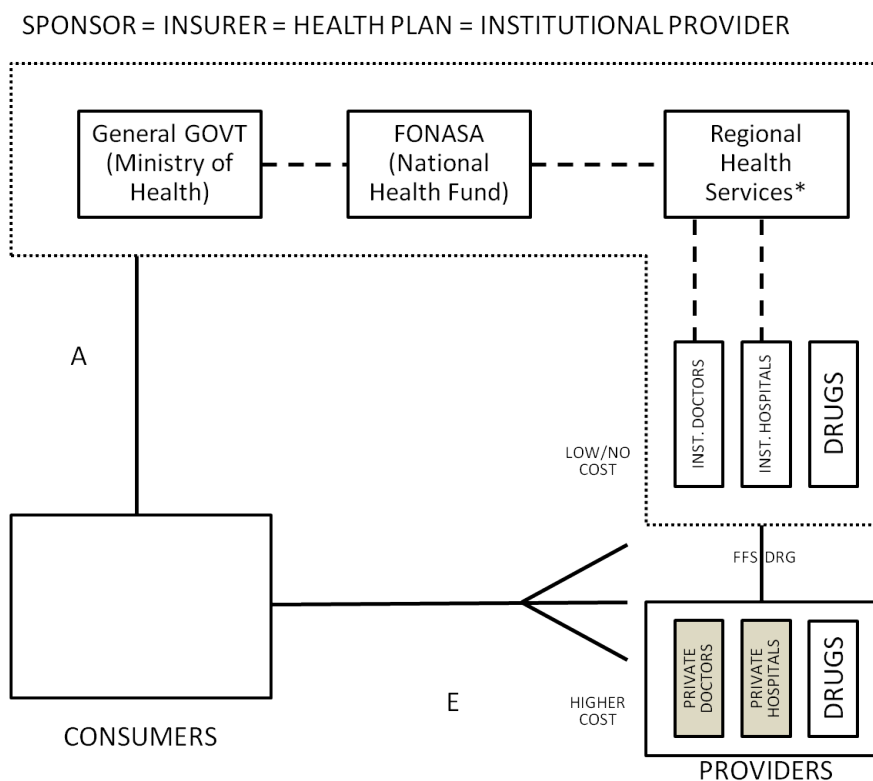 SPONSOR = INSURER = HEALTH PLAN = INSTITUTIONAL PROVIDER
General GOVT
(Ministry of
Health)
FONASA
(National
Health Fund)
Regional
Health
Services*
A
INST. DOCTORS
INST. HOSPITALS
DRUGS
LOW/NO
COST
FFS DRG
PRIVATE
DOCTORS
PRIVATE
HOSPITALS
DRUGS
E
HIGHER
COST
CONSUMERS
PROVIDERS